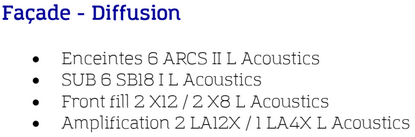 Façade - Diffusion
• Enceintes 6 ARCS II L Acoustics
• SUB 6 SB18 I L Acoustics
• Front fill 2 X12 / 2 X8 L Acoustics
• Amplification 2 LA12X / 1 LA4X L Acoustics